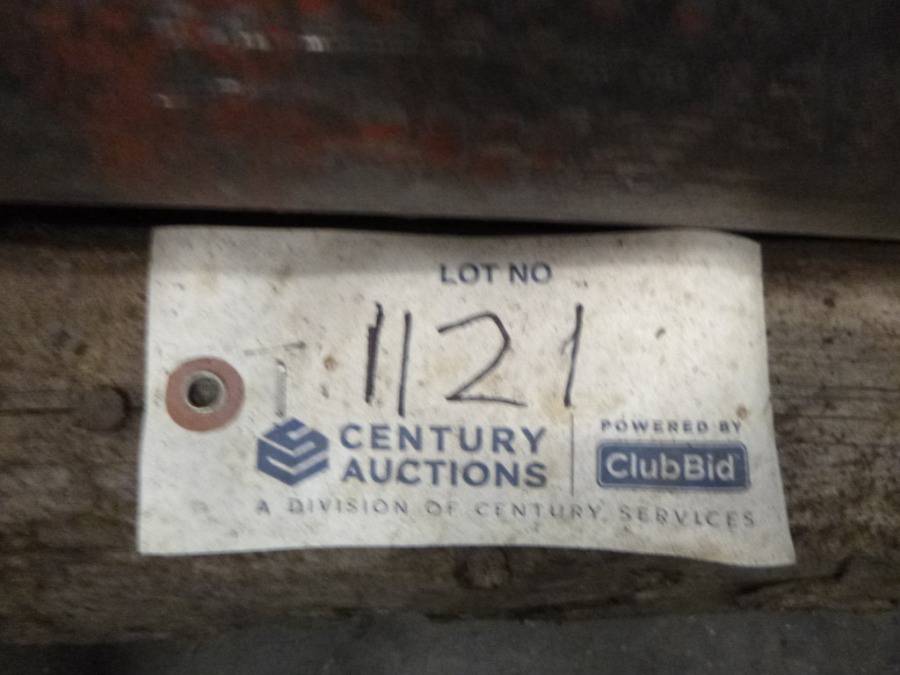 LOT NO
1121
CENTURY AUCTIONS
POWERED BY ClubBid
A DIVISION OF CENTURY SERVICES